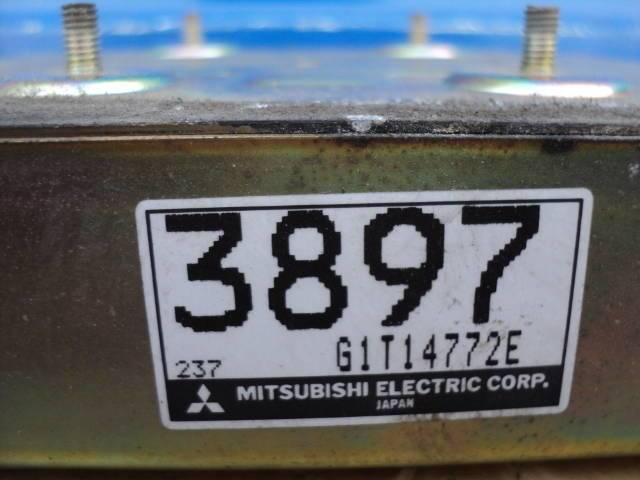 3897
G1T14772E
237
MITSUBISHI ELECTRIC CORP.
JAPAN